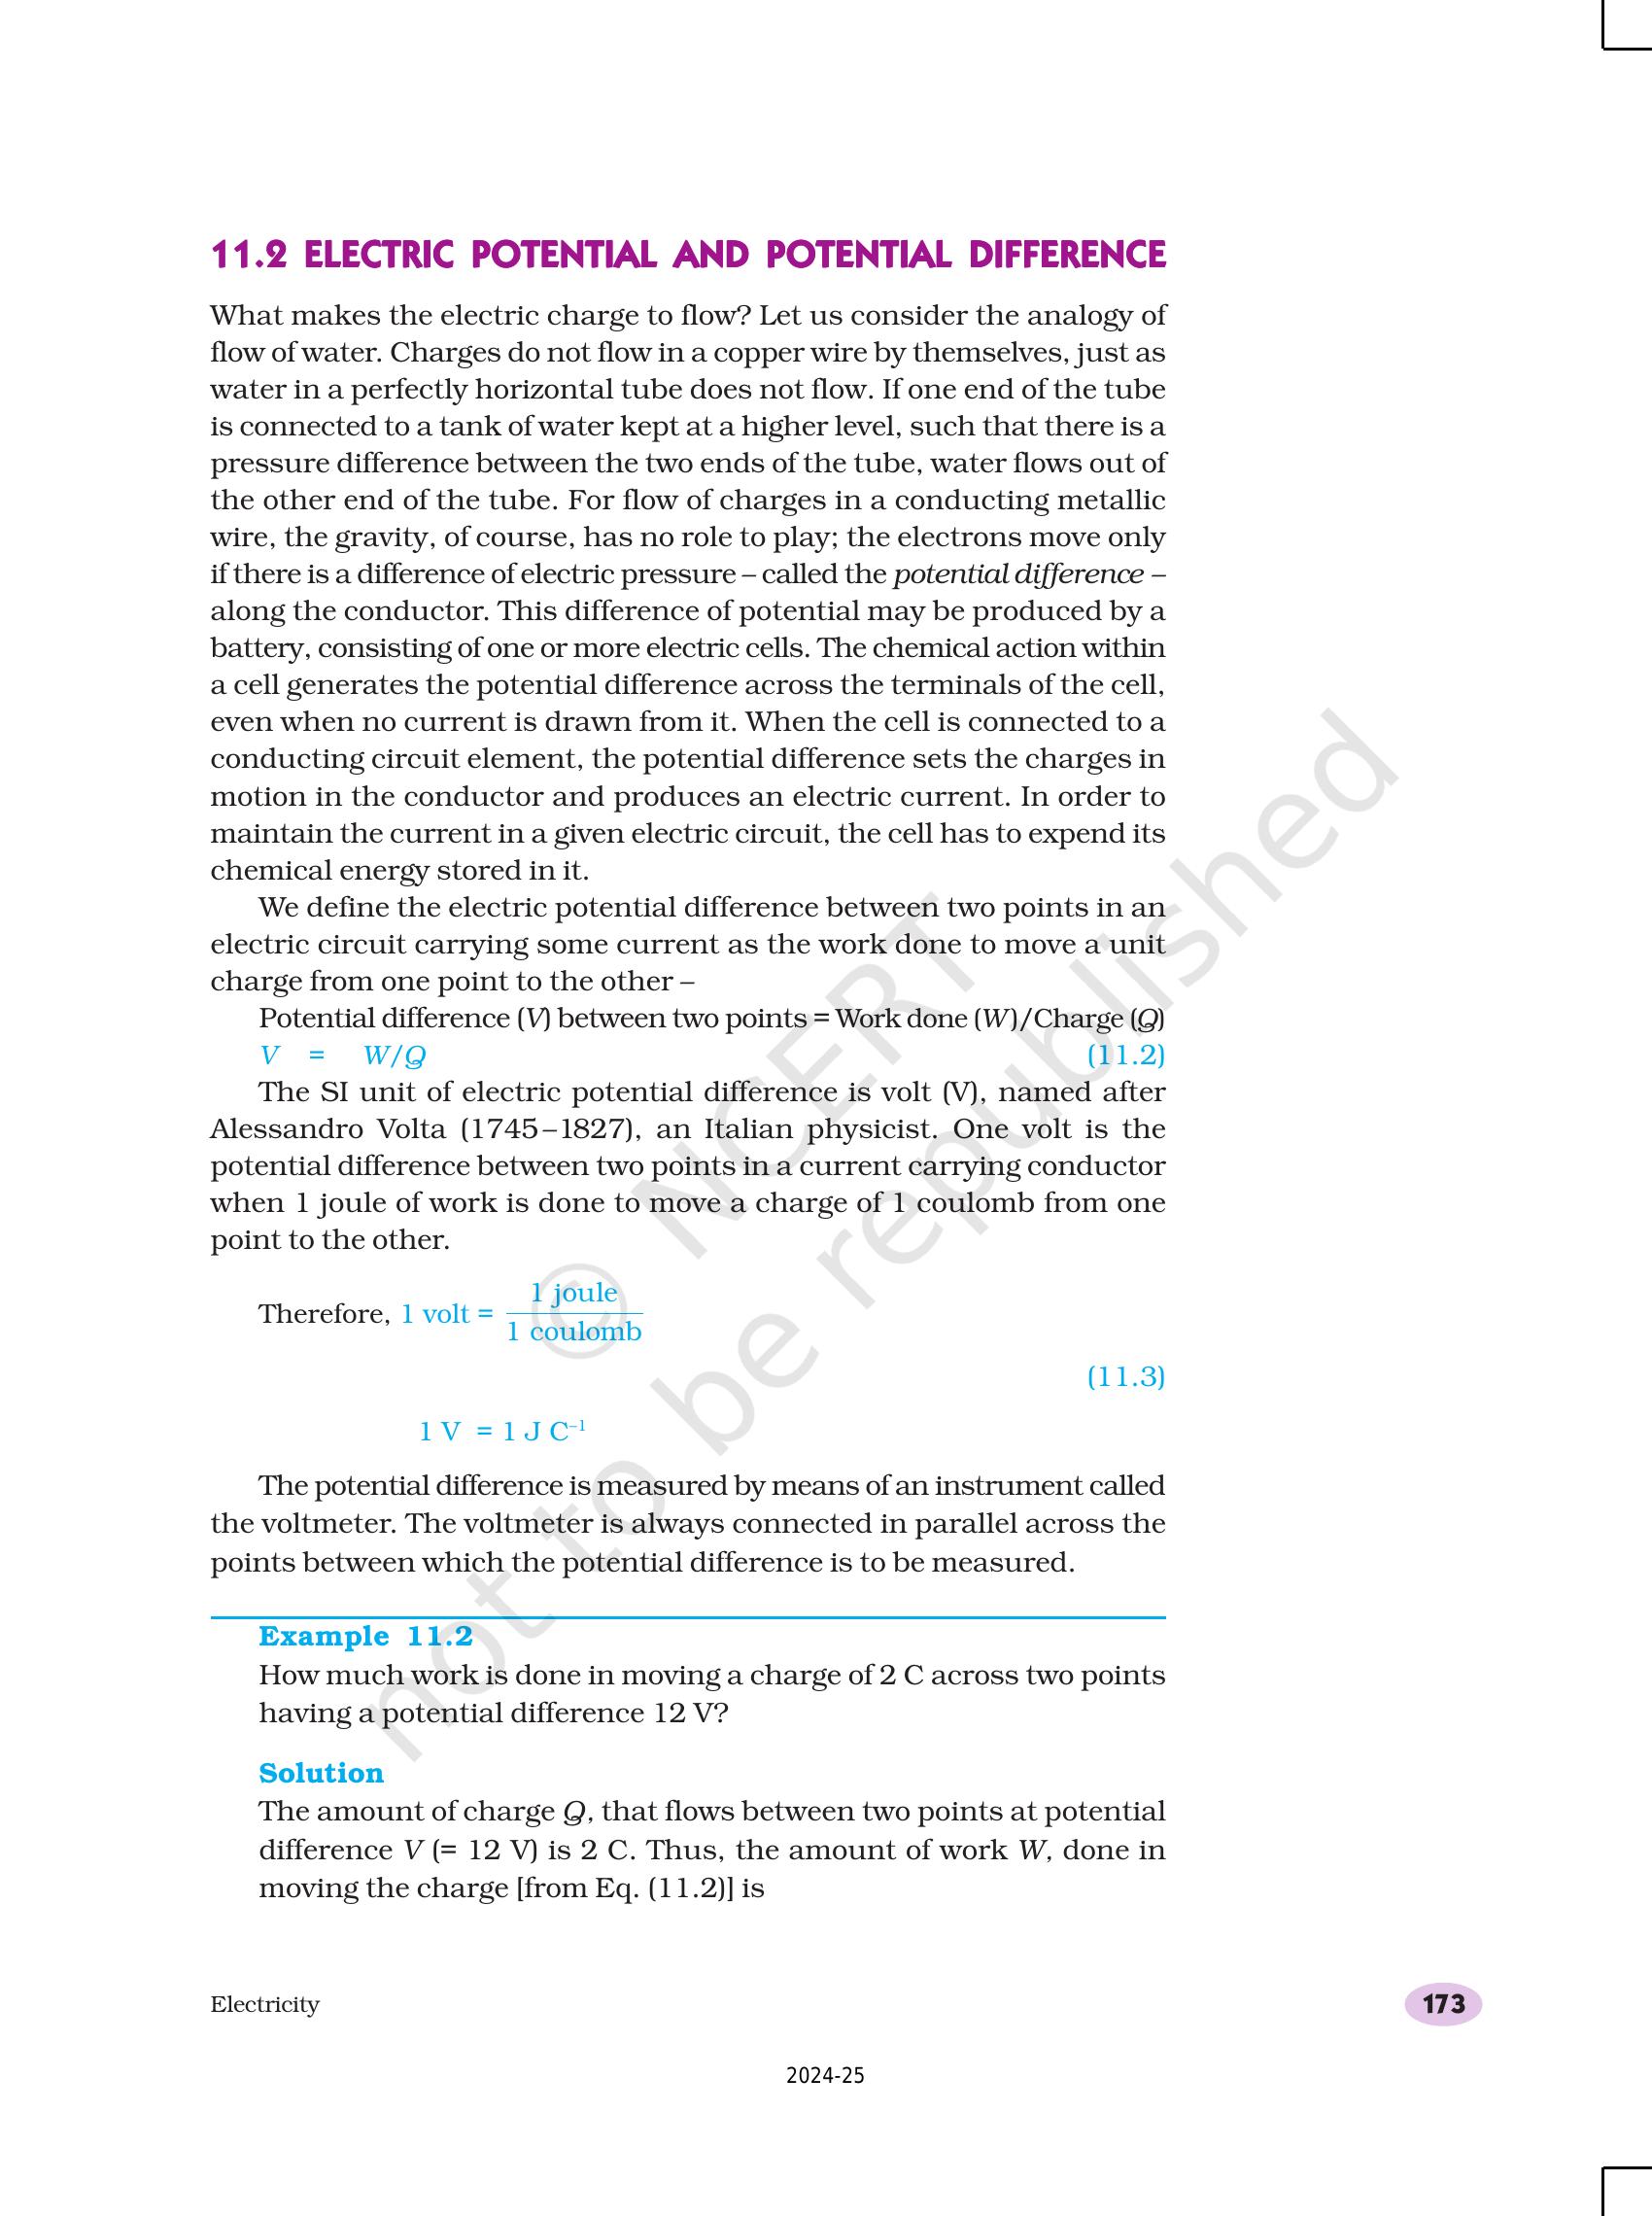 11.2 ELECTRIC POTENTIAL AND POTENTIAL DIFFERENCE
What makes the electric charge to flow? Let us consider the analogy of
flow of water. Charges do not flow in a copper wire by themselves, just as
water in a perfectly horizontal tube does not flow. If one end of the tube
is connected to a tank of water kept at a higher level, such that there is a
pressure difference between the two ends of the tube, water flows out of
the other end of the tube. For flow of charges in a conducting metallic
wire, the gravity, of course, has no role to play; the electrons move only
if there is a difference of electric pressure – called the potential difference –
along the conductor. This difference of potential may be produced by a
battery, consisting of one or more electric cells. The chemical action within
a cell generates the potential difference across the terminals of the cell,
even when no current is drawn from it. When the cell is connected to a
conducting circuit element, the potential difference sets the charges in
motion in the conductor and produces an electric current. In order to
maintain the current in a given electric circuit, the cell has to expend its
chemical energy stored in it.
We define the electric potential difference between two points in an
electric circuit carrying some current as the work done to move a unit
charge from one point to the other –
Potential difference (V) between two points = Work done (W)/Charge (Q)
V = W/Q (11.2)
The SI unit of electric potential difference is volt (V), named after
Alessandro Volta (1745–1827), an Italian physicist. One volt is the
potential difference between two points in a current carrying conductor
when 1 joule of work is done to move a charge of 1 coulomb from one
point to the other.
Therefore, 1 volt = 1 joule / 1 coulomb
(11.3)
1 V = 1 J C⁻¹
The potential difference is measured by means of an instrument called
the voltmeter. The voltmeter is always connected in parallel across the
points between which the potential difference is to be measured.
Example 11.2
How much work is done in moving a charge of 2 C across two points
having a potential difference 12 V?
Solution
The amount of charge Q, that flows between two points at potential
difference V (= 12 V) is 2 C. Thus, the amount of work W, done in
moving the charge [from Eq. (11.2)] is
Electricity
173
2024-25
© NCERT
not to be republished